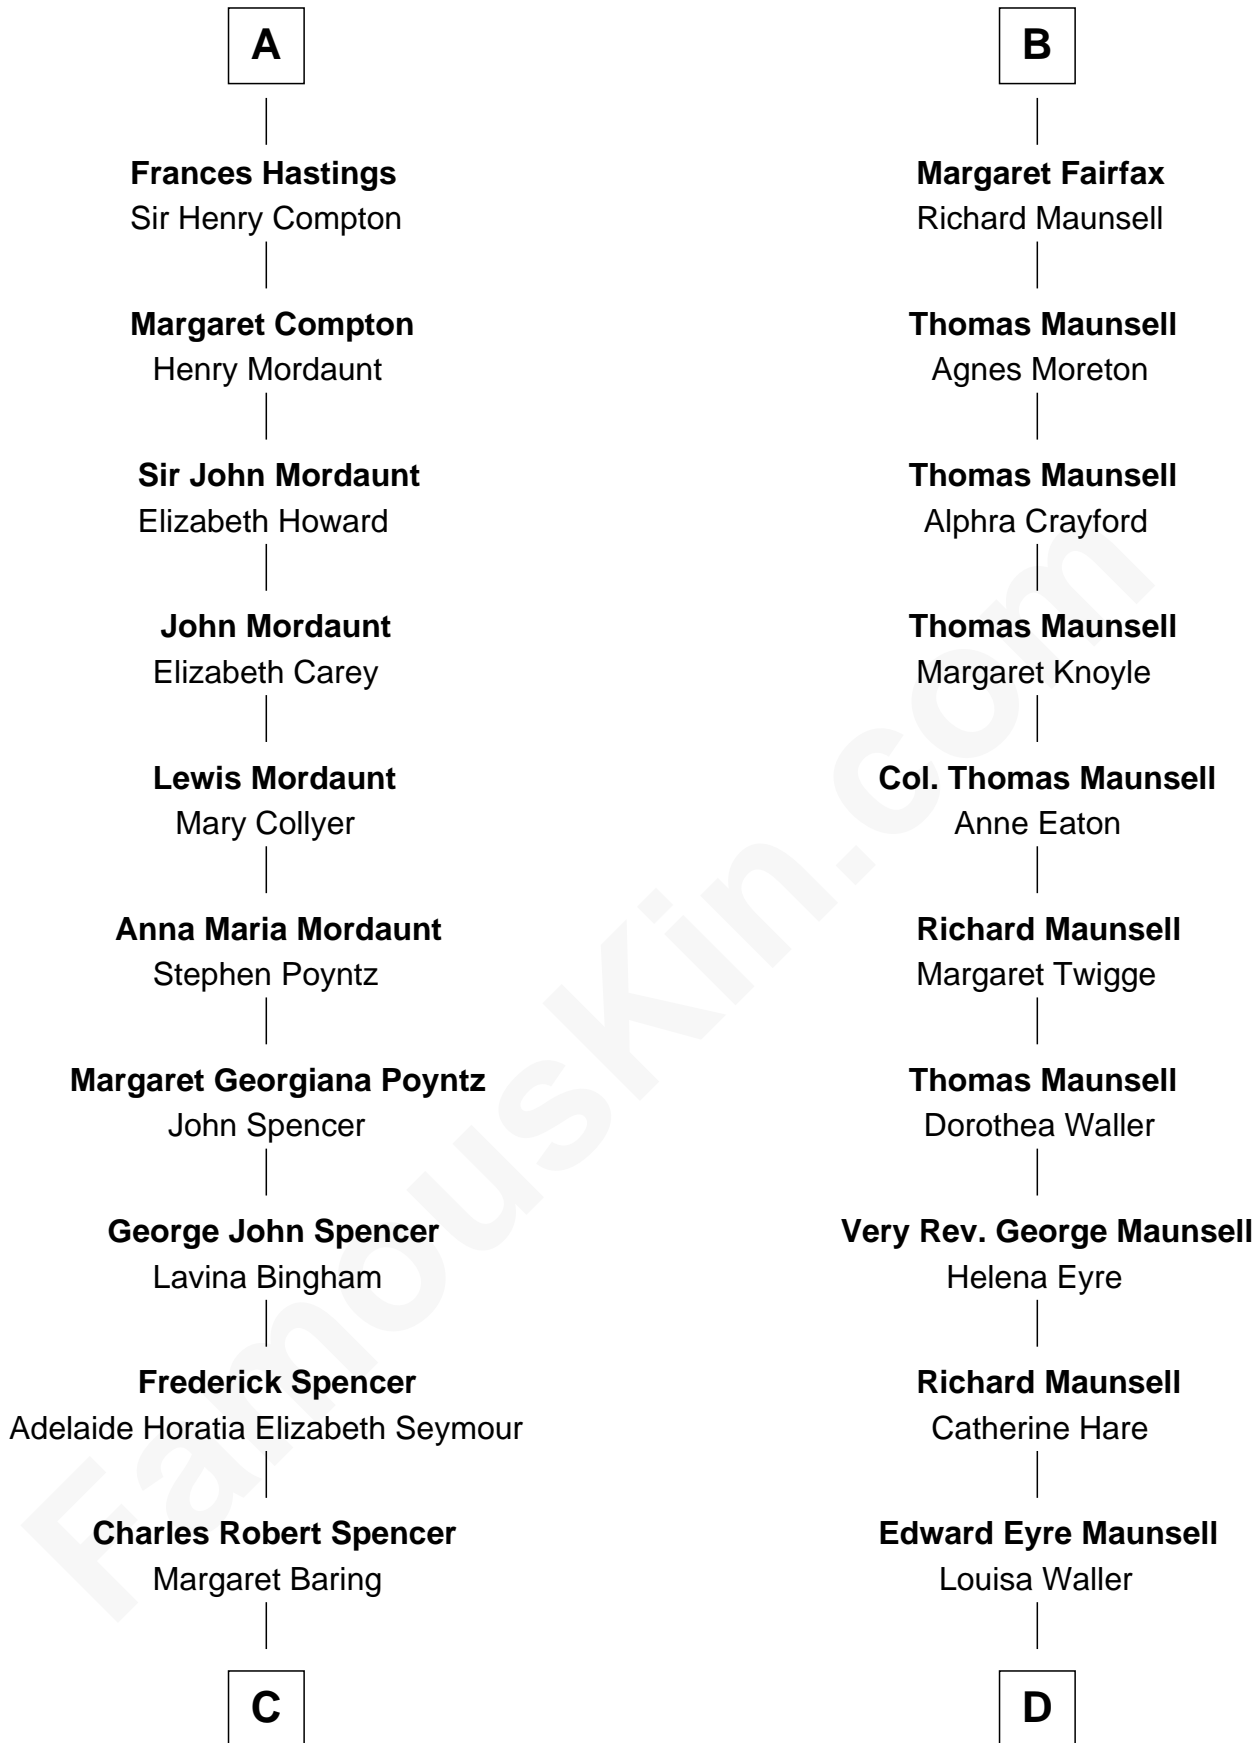 A
Frances Hastings
Sir Henry Compton
Margaret Compton
Henry Mordaunt
Sir John Mordaunt
Elizabeth Howard
John Mordaunt
Elizabeth Carey
Lewis Mordaunt
Mary Collyer
Anna Maria Mordaunt
Stephen Poyntz
Margaret Georgiana Poyntz
John Spencer
George John Spencer
Lavina Bingham
Frederick Spencer
Adelaide Horatia Elizabeth Seymour
Charles Robert Spencer
Margaret Baring
C
B
Margaret Fairfax
Richard Maunsell
Thomas Maunsell
Agnes Moreton
Thomas Maunsell
Alphra Crayford
Thomas Maunsell
Margaret Knoyle
Col. Thomas Maunsell
Anne Eaton
Richard Maunsell
Margaret Twigge
Thomas Maunsell
Dorothea Waller
Very Rev. George Maunsell
Helena Eyre
Richard Maunsell
Catherine Hare
Edward Eyre Maunsell
Louisa Waller
D
FamousKin.com